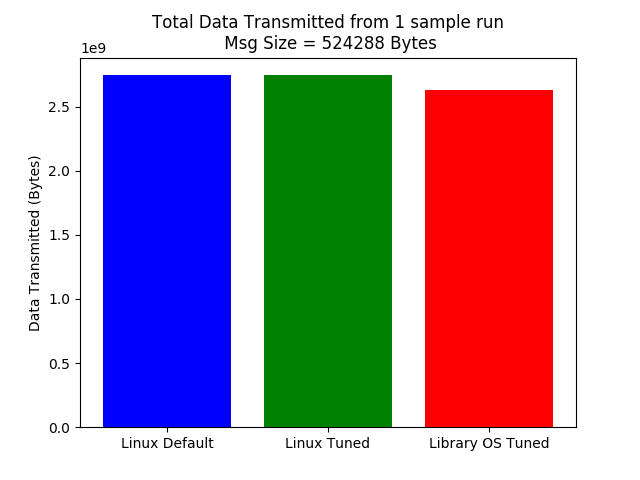 Total Data Transmitted from 1 sample run
Msg Size = 524288 Bytes
1e9
2.5
2.0
1.5
1.0
0.5
0.0
Data Transmitted (Bytes)
Linux Default
Linux Tuned
Library OS Tuned